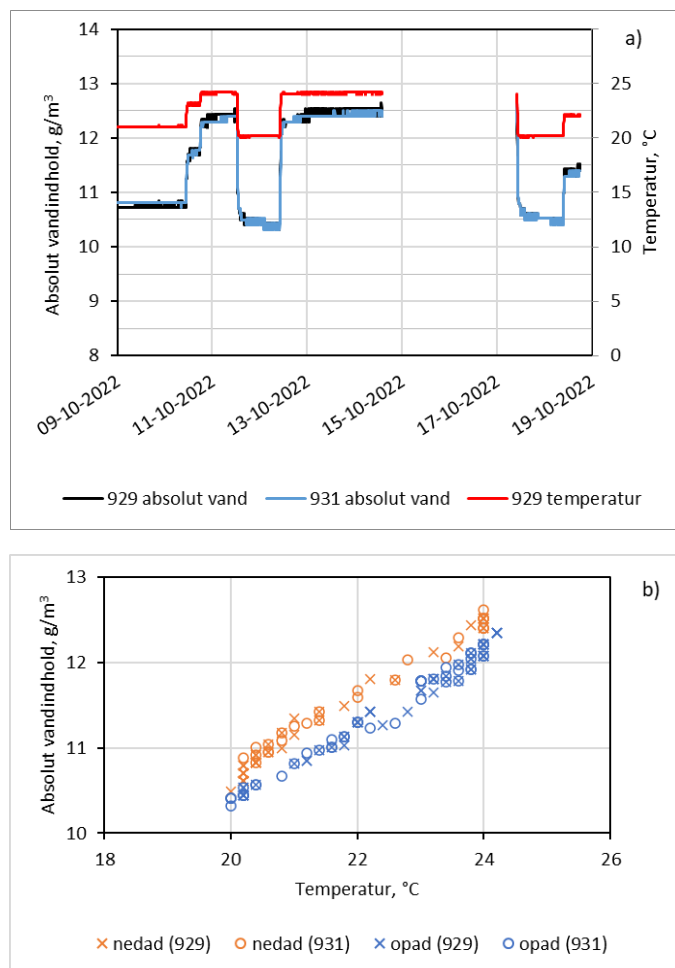 a)
Absolut vandindhold, g/m³
14
13
12
11
10
9
8
Temperatur, °C
30
25
20
15
10
5
0
09-10-2022
11-10-2022
13-10-2022
15-10-2022
17-10-2022
19-10-2022
929 absolut vand
931 absolut vand
929 temperatur
b)
Absolut vandindhold, g/m³
13
12
11
10
18
20
22
24
26
Temperatur, °C
nedad (929)
nedad (931)
opad (929)
opad (931)